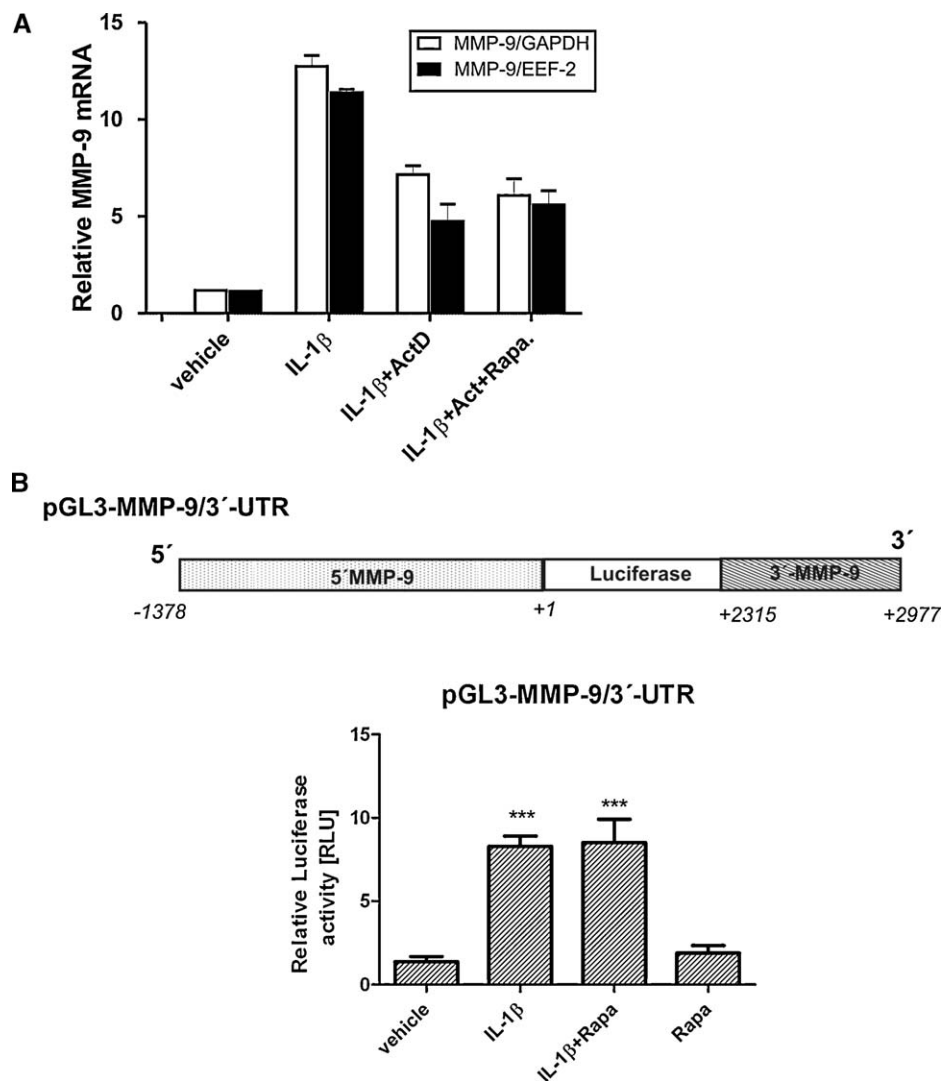 A
Relative MMP-9 mRNA
15
10
5
0
MMP-9/GAPDH
MMP-9/EEF-2
vehicle
IL-1β
IL-1β+ActD
IL-1β+Act+Rapa.
B
pGL3-MMP-9/3´-UTR
5´ 3´
5´MMP-9 Luciferase 3´-MMP-9
-1378 +1 +2315 +2977
pGL3-MMP-9/3´-UTR
Relative Luciferase
activity [RLU]
15
10
5
0
*** ***
vehicle
IL-1β
IL-1β+Rapa
Rapa